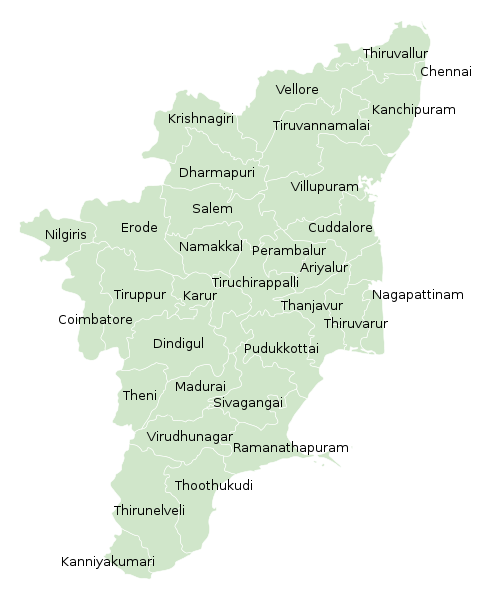 Thiruvallur
Chennai
Vellore
Kanchipuram
Krishnagiri
Tiruvannamalai
Dharmapuri
Villupuram
Salem
Erode
Cuddalore
Nilgiris
Namakkal
Perambalur
Ariyalur
Tiruchirappalli
Tiruppur
Karur
Nagapattinam
Thanjavur
Coimbatore
Thiruvarur
Dindigul
Pudukkottai
Madurai
Theni
Sivagangai
Virudhunagar
Ramanathapuram
Thoothukudi
Thirunelveli
Kanniyakumari